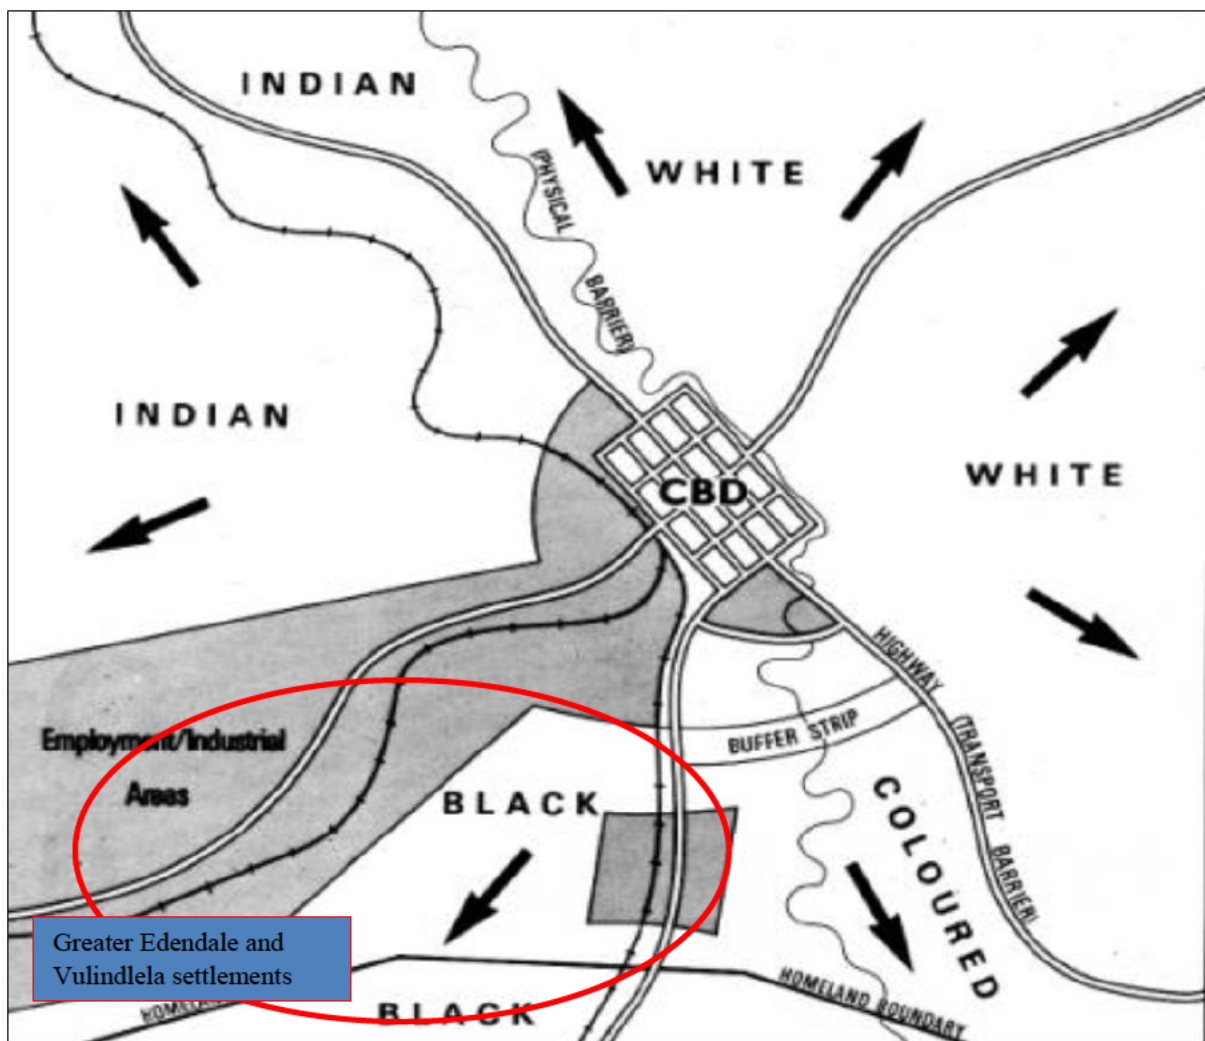 INDIAN
WHITE
(PHYSICAL
BARRIER)
INDIAN
WHITE
CBD
HIGHWAY
(TRANSPORT
BARRIER)
BUFFER STRIP
Employment/Industrial
Areas
BLACK
COLOURED
Greater Edendale and
Vulindlela settlements
BLACK
HOMELAND BOUNDARY